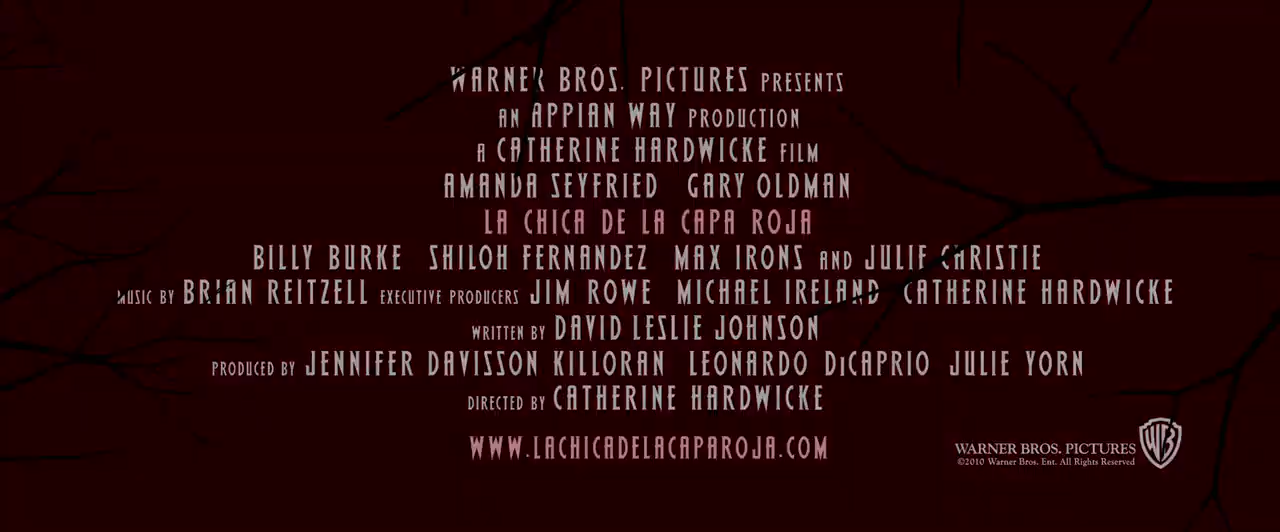 WARNER BROS. PICTURES PRESENTS
AN APPIAN WAY PRODUCTION
A CATHERINE HARDWICKE FILM
AMANDA SEYFRIED GARY OLDMAN
LA CHICA DE LA CAPA ROJA
BILLY BURKE SHILOH FERNANDEZ MAX IRONS AND JULIE CHRISTIE
MUSIC BY BRIAN REITZELL EXECUTIVE PRODUCERS JIM ROWE MICHAEL IRELAND CATHERINE HARDWICKE
WRITTEN BY DAVID LESLIE JOHNSON
PRODUCED BY JENNIFER DAVISSON KILLORAN LEONARDO DiCAPRIO JULIE YORN
DIRECTED BY CATHERINE HARDWICKE
WWW.LACHICADELACAPAROJA.COM
WARNER BROS. PICTURES WB
©2010 Warner Bros. Ent. All Rights Reserved